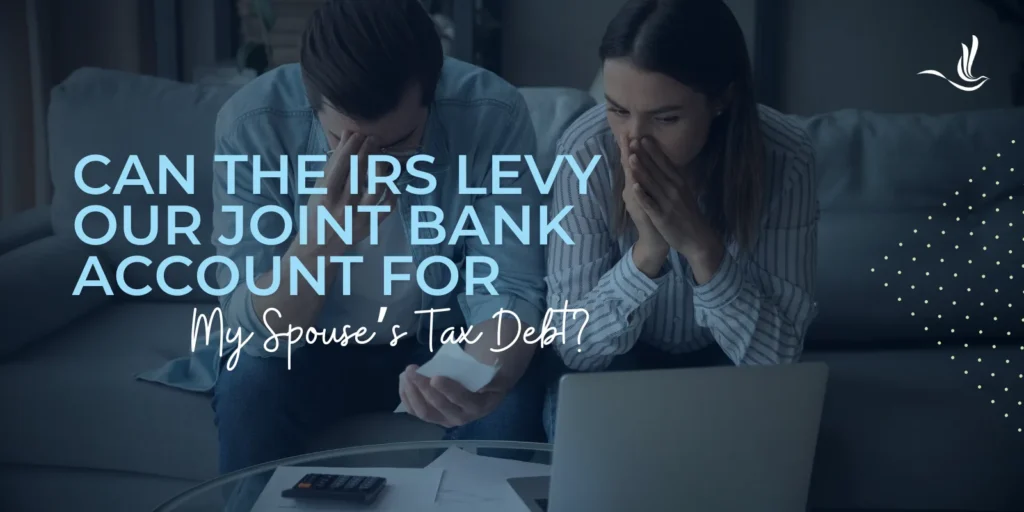 CAN THE IRS LEVY
OUR JOINT BANK
ACCOUNT FOR
My Spouse's Tax Debt?